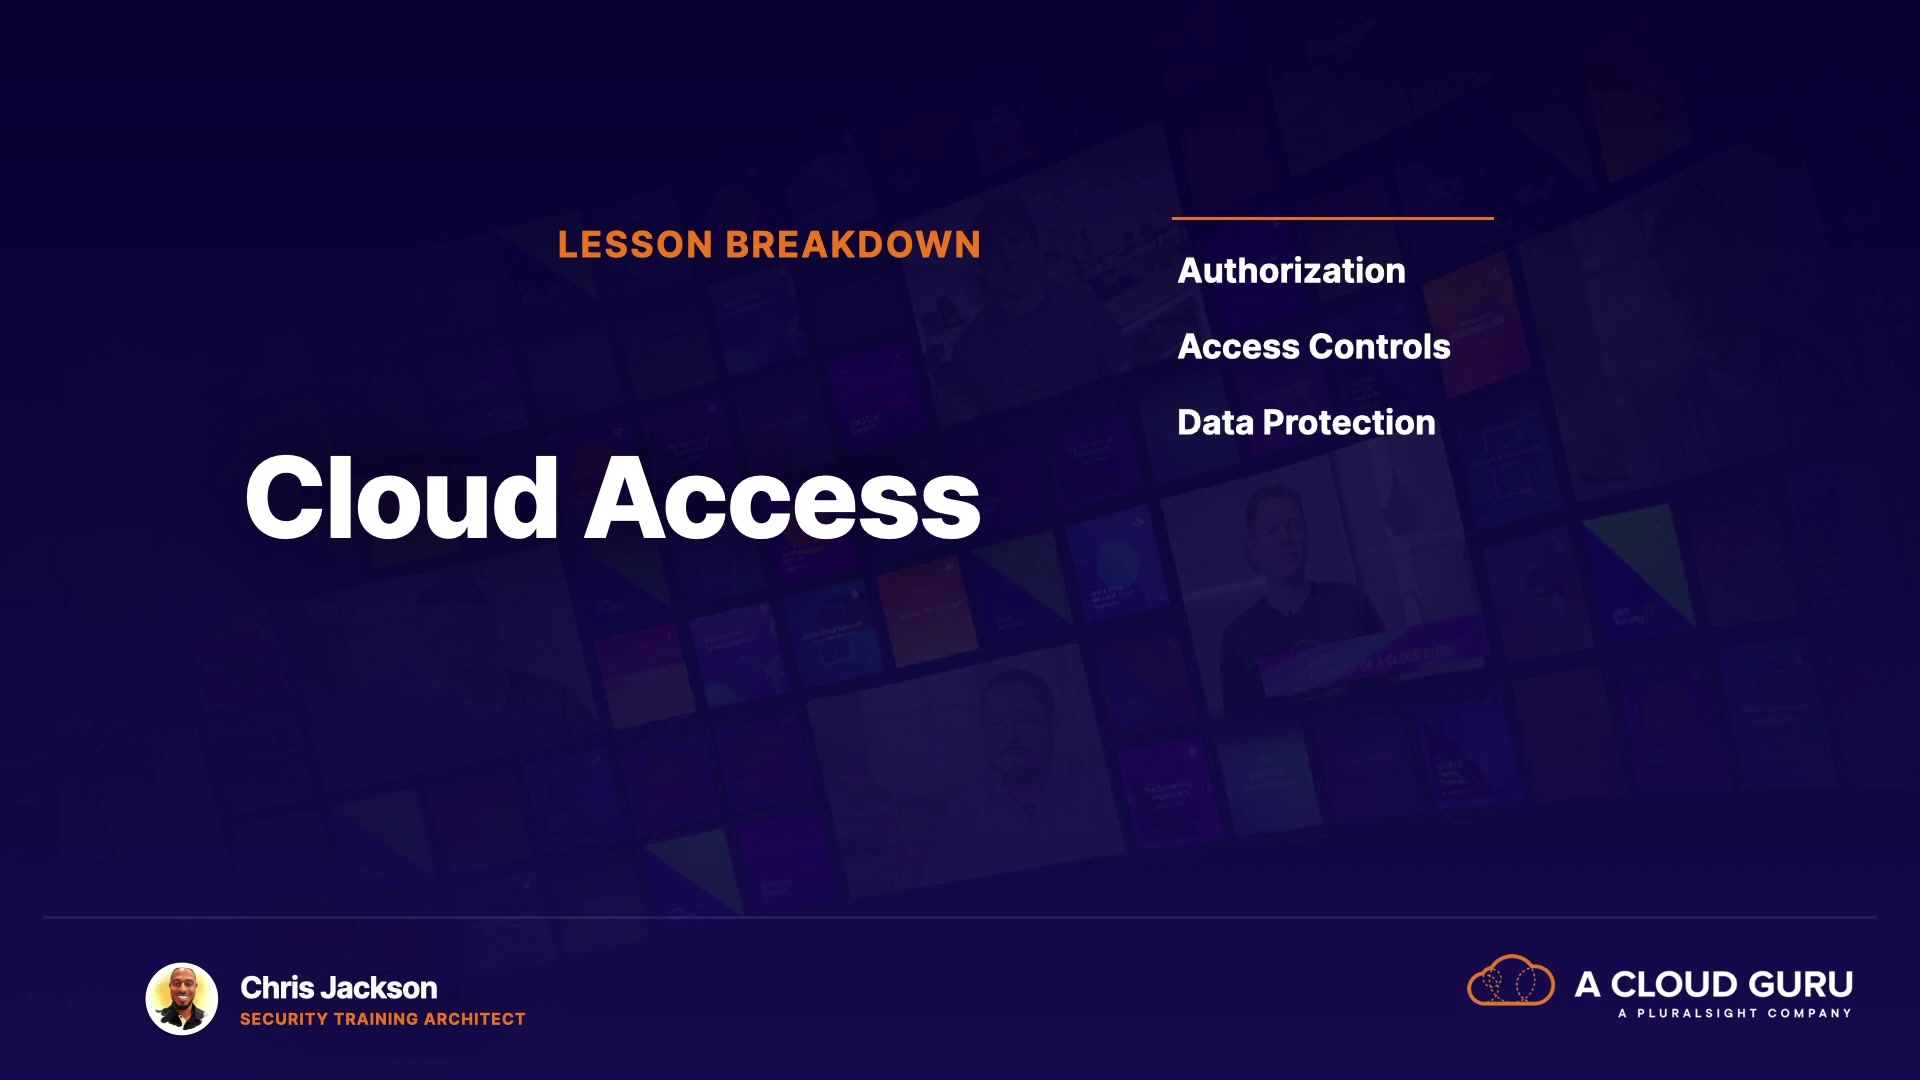 LESSON BREAKDOWN
Cloud Access
Authorization
Access Controls
Data Protection
Chris Jackson
SECURITY TRAINING ARCHITECT
A CLOUD GURU
A PLURALSIGHT COMPANY